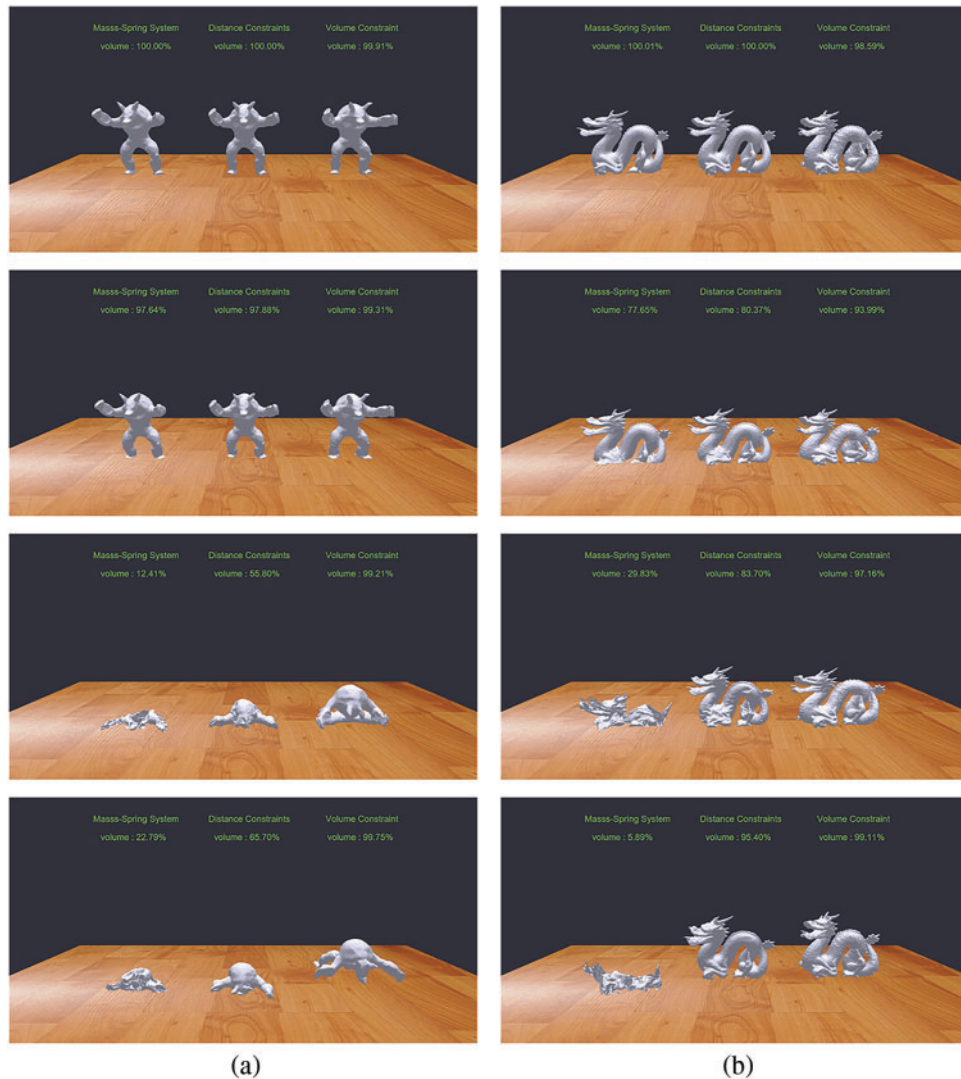 Masss-Spring System Distance Constraints Volume Constraint
volume : 100.00% volume : 100.00% volume : 99.91%
Masss-Spring System Distance Constraints Volume Constraint
volume : 100.01% volume : 100.00% volume : 98.59%
Masss-Spring System Distance Constraints Volume Constraint
volume : 97.64% volume : 97.88% volume : 99.31%
Masss-Spring System Distance Constraints Volume Constraint
volume : 77.65% volume : 80.37% volume : 93.99%
Masss-Spring System Distance Constraints Volume Constraint
volume : 12.41% volume : 55.80% volume : 99.21%
Masss-Spring System Distance Constraints Volume Constraint
volume : 29.83% volume : 83.70% volume : 97.16%
Masss-Spring System Distance Constraints Volume Constraint
volume : 22.79% volume : 65.70% volume : 99.75%
Masss-Spring System Distance Constraints Volume Constraint
volume : 5.89% volume : 95.40% volume : 99.11%
(a)
(b)